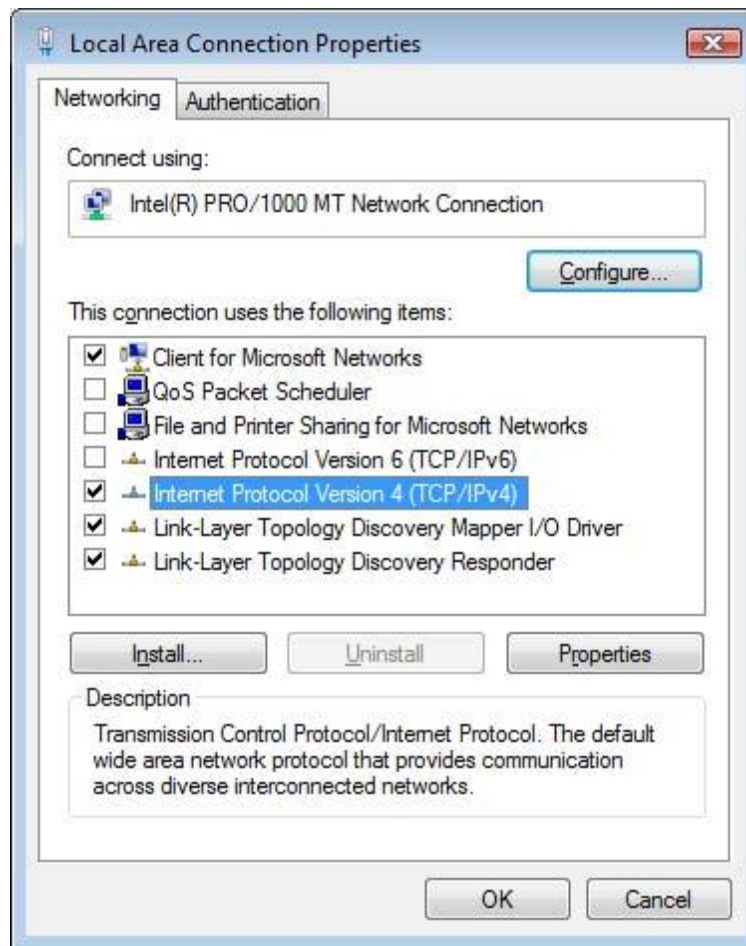 Local Area Connection Properties
Networking
Authentication
Connect using:
Intel(R) PRO/1000 MT Network Connection
Configure...
This connection uses the following items:
Client for Microsoft Networks
QoS Packet Scheduler
File and Printer Sharing for Microsoft Networks
Internet Protocol Version 6 (TCP/IPv6)
Internet Protocol Version 4 (TCP/IPv4)
Link-Layer Topology Discovery Mapper I/O Driver
Link-Layer Topology Discovery Responder
Install...
Uninstall
Properties
Description
Transmission Control Protocol/Internet Protocol. The default
wide area network protocol that provides communication
across diverse interconnected networks.
OK
Cancel